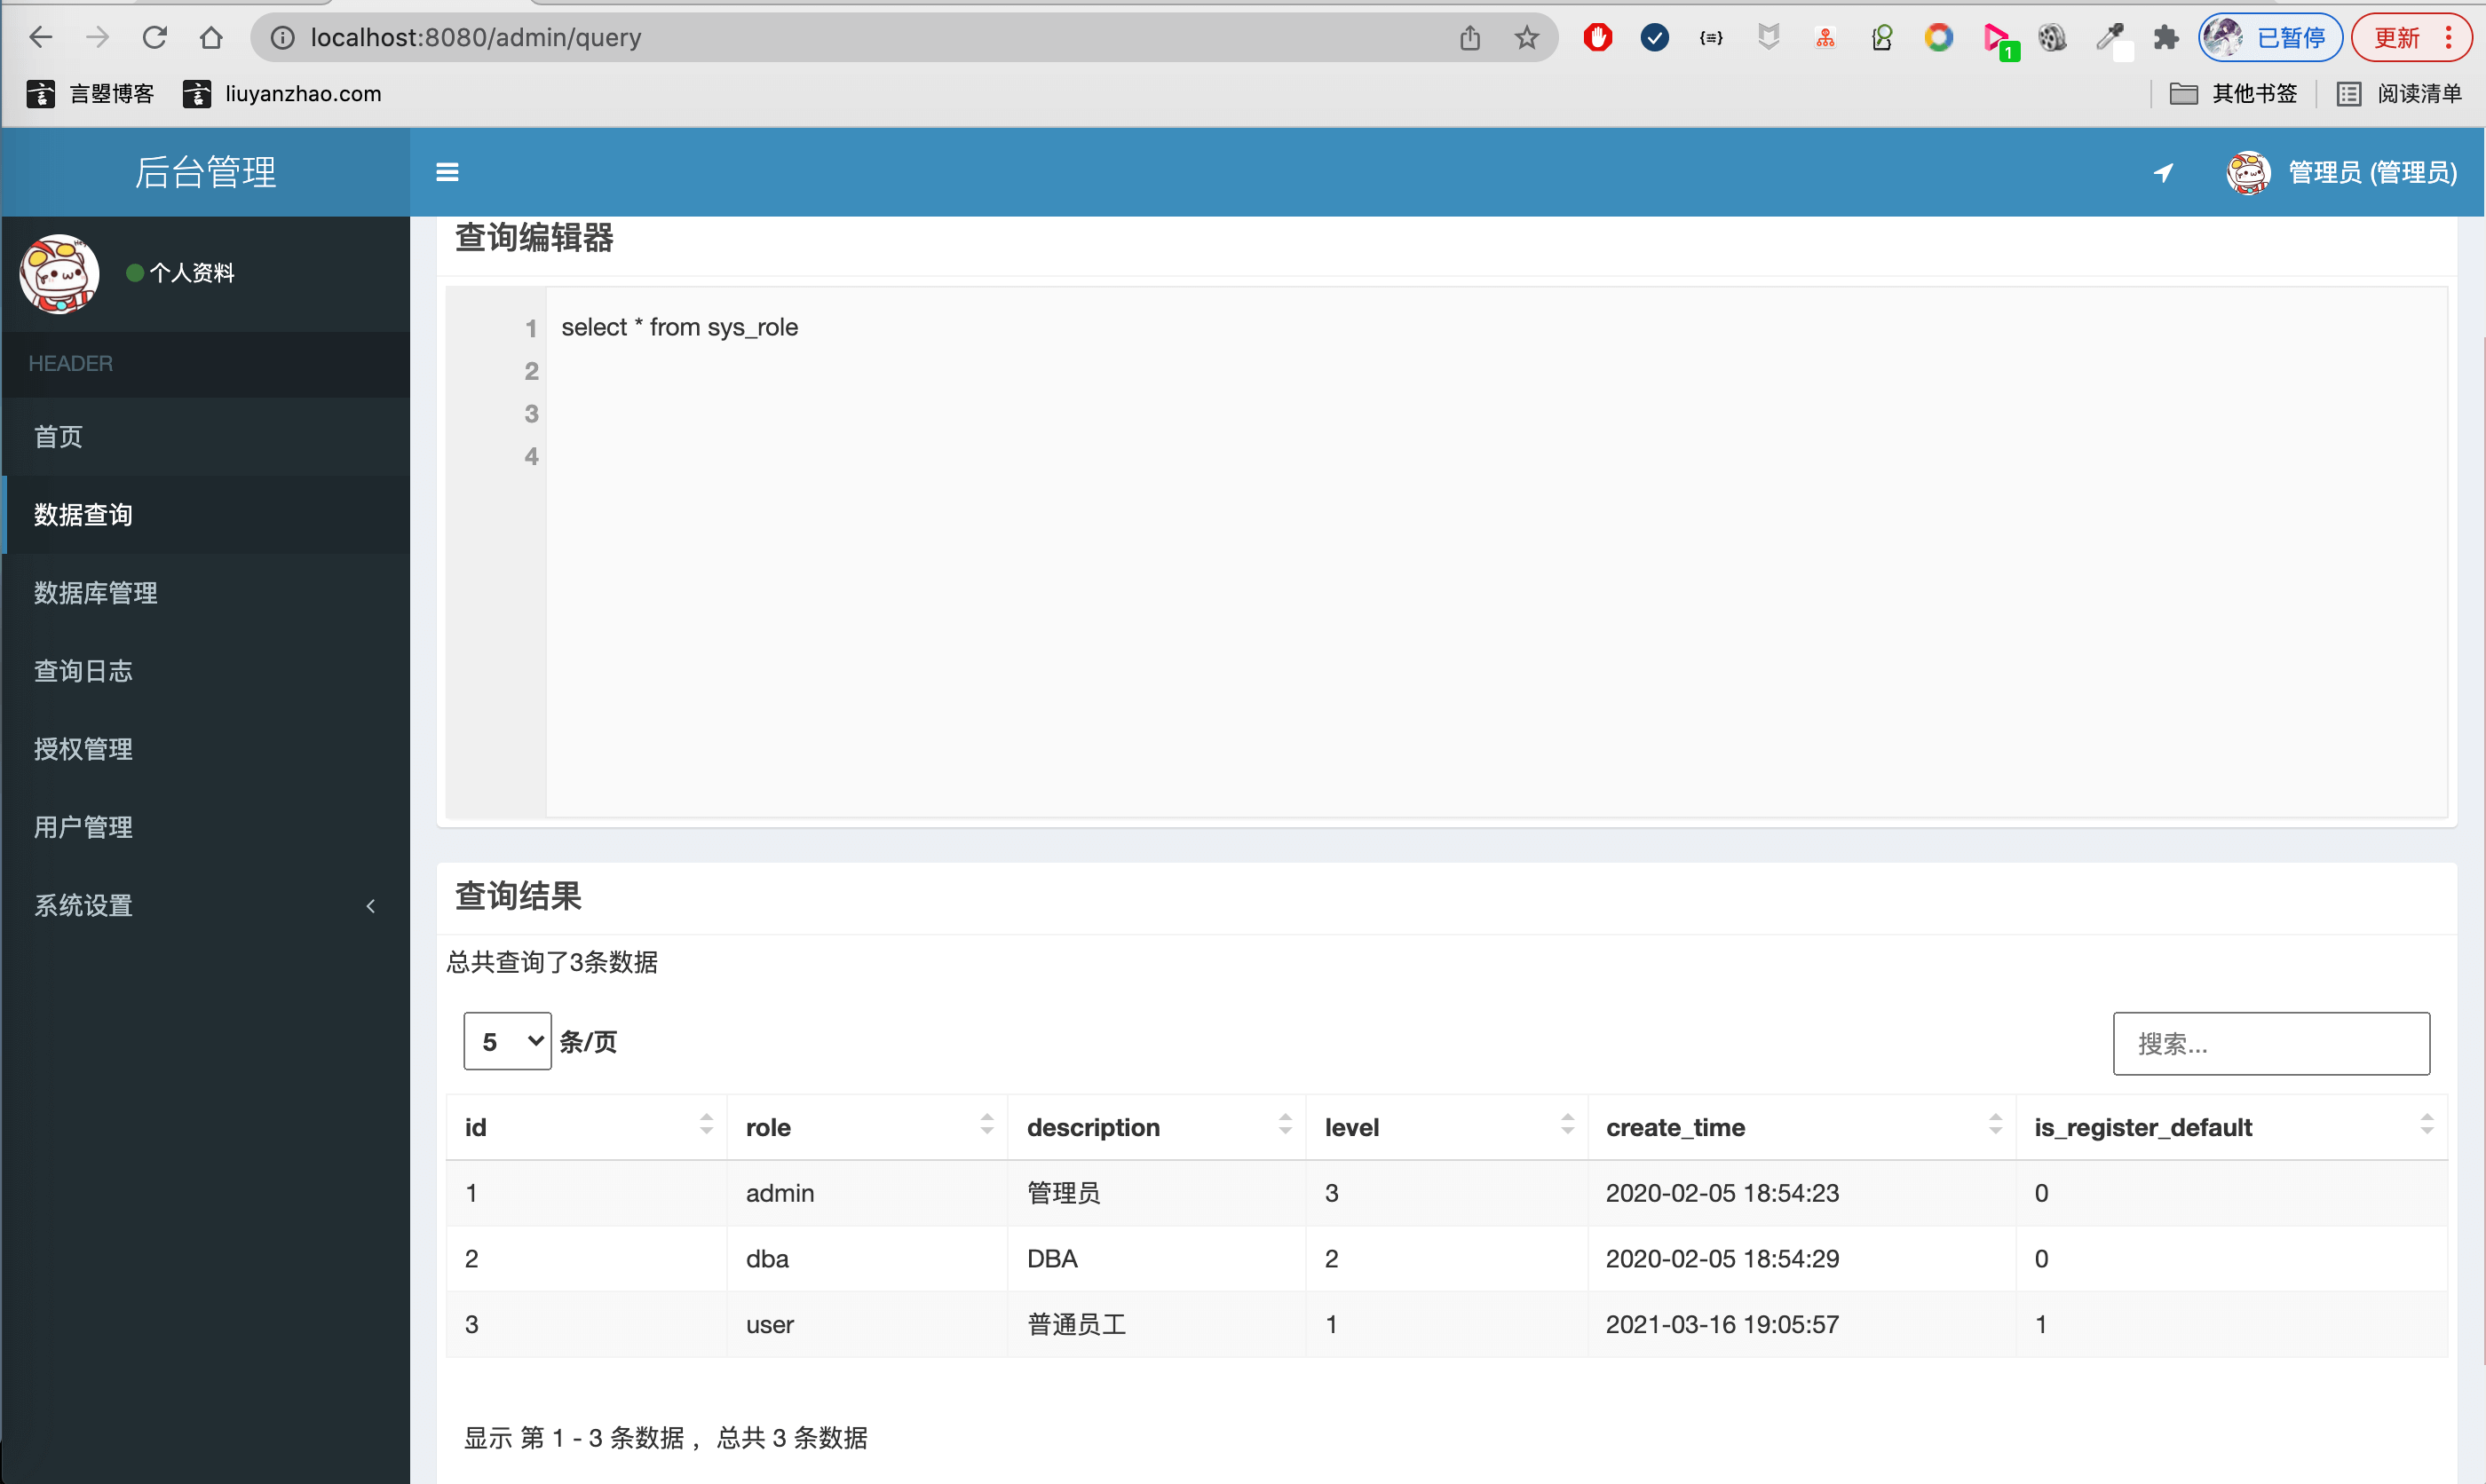 localhost:8080/admin/query
1
已暂停
更新
言曌博客
liuyanzhao.com
其他书签
阅读清单
后台管理
管理员 (管理员)
个人资料
HEADER
首页
数据查询
数据库管理
查询日志
授权管理
用户管理
系统设置
查询编辑器
1 select * from sys_role
2
3
4
查询结果
总共查询了3条数据
5 条/页
搜索...
id role description level create_time is_register_default
1 admin 管理员 3 2020-02-05 18:54:23 0
2 dba DBA 2 2020-02-05 18:54:29 0
3 user 普通员工 1 2021-03-16 19:05:57 1
显示 第 1 - 3 条数据 ，总共 3 条数据